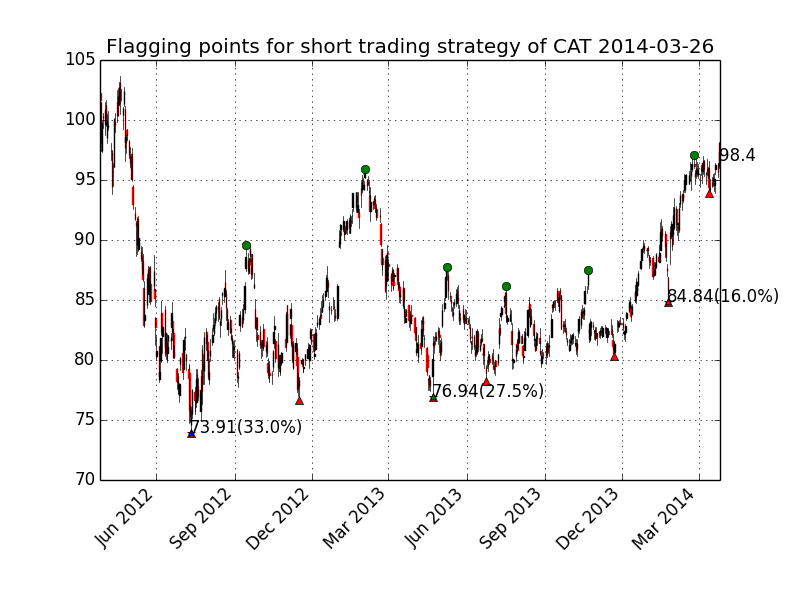 Flagging points for short trading strategy of CAT 2014-03-26
105
100
95
90
85
80
75
70
98.4
84.84(16.0%)
76.94(27.5%)
73.91(33.0%)
Jun 2012
Sep 2012
Dec 2012
Mar 2013
Jun 2013
Sep 2013
Dec 2013
Mar 2014